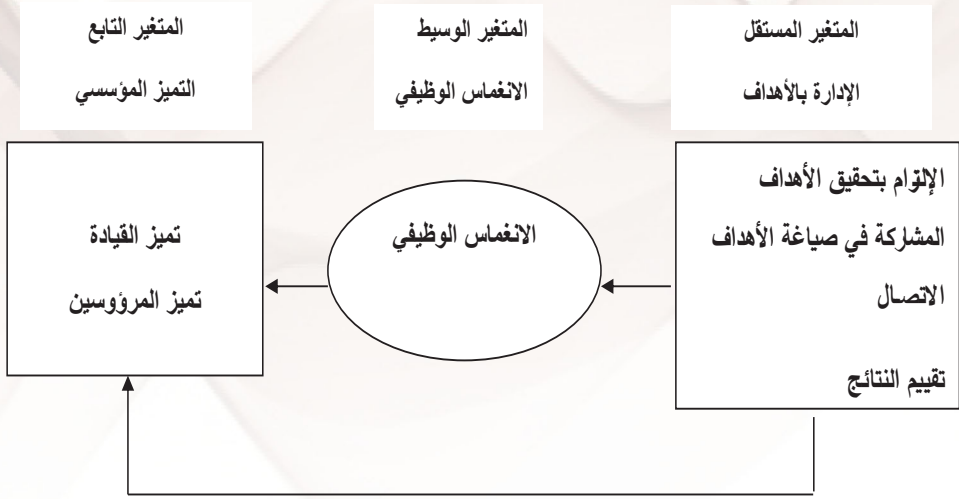 المتغير المستقل
الإدارة بالأهداف
المتغير الوسيط
الانغماس الوظيفي
المتغير التابع
التميز المؤسسي
الإلوام بتحقيق الأهداف
المشاركة في صياغة الأهداف
الاتصال
تقييم النتائج
الانغماس الوظيفي
تميز القيادة
تميز المرؤوسين